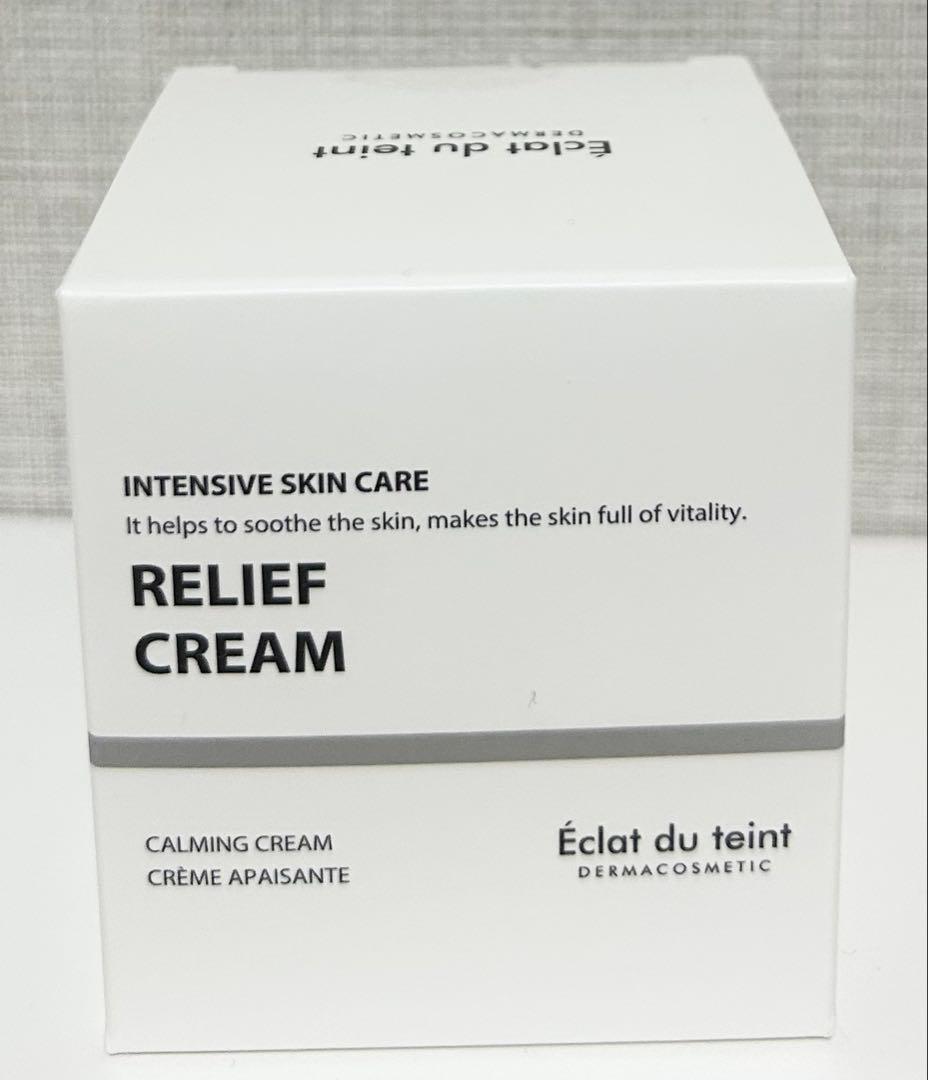 Éclat du teint
DERMACOSMETIC
INTENSIVE SKIN CARE
It helps to soothe the skin, makes the skin full of vitality.
RELIEF
CREAM
CALMING CREAM
CRÈME APAISANTE
Éclat du teint
DERMACOSMETIC